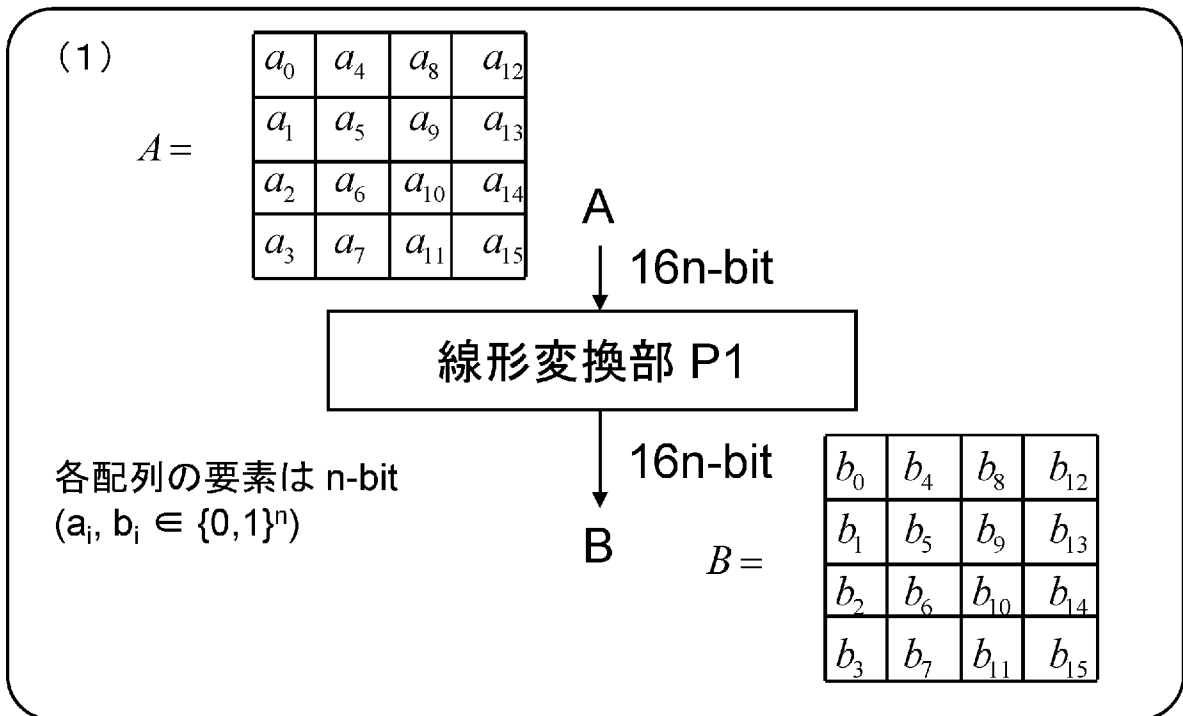 (1)
A =
a₀ a₄ a₈ a₁₂
a₁ a₅ a₉ a₁₃
a₂ a₆ a₁₀ a₁₄
a₃ a₇ a₁₁ a₁₅
A
16n-bit
線形変換部 P1
16n-bit
B
各配列の要素は n-bit
(aᵢ, bᵢ ∈ {0,1}ⁿ)
B =
b₀ b₄ b₈ b₁₂
b₁ b₅ b₉ b₁₃
b₂ b₆ b₁₀ b₁₄
b₃ b₇ b₁₁ b₁₅